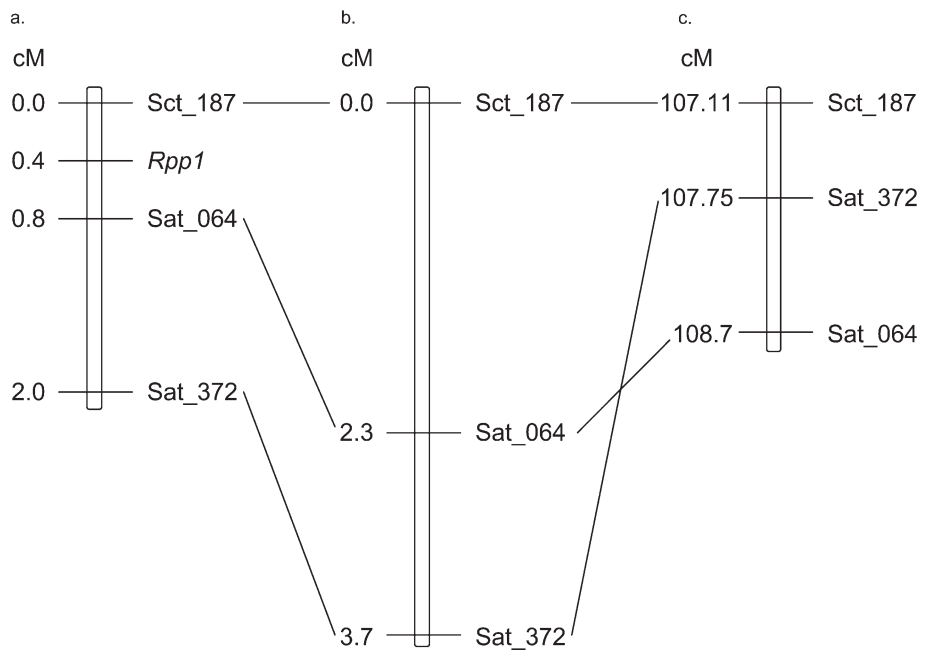 a. b. c.
cM cM cM
0.0 Sct_187 0.0 Sct_187 107.11 Sct_187
0.4 Rpp1
0.8 Sat_064 107.75 Sat_372
108.7 Sat_064
2.0 Sat_372
2.3 Sat_064
3.7 Sat_372